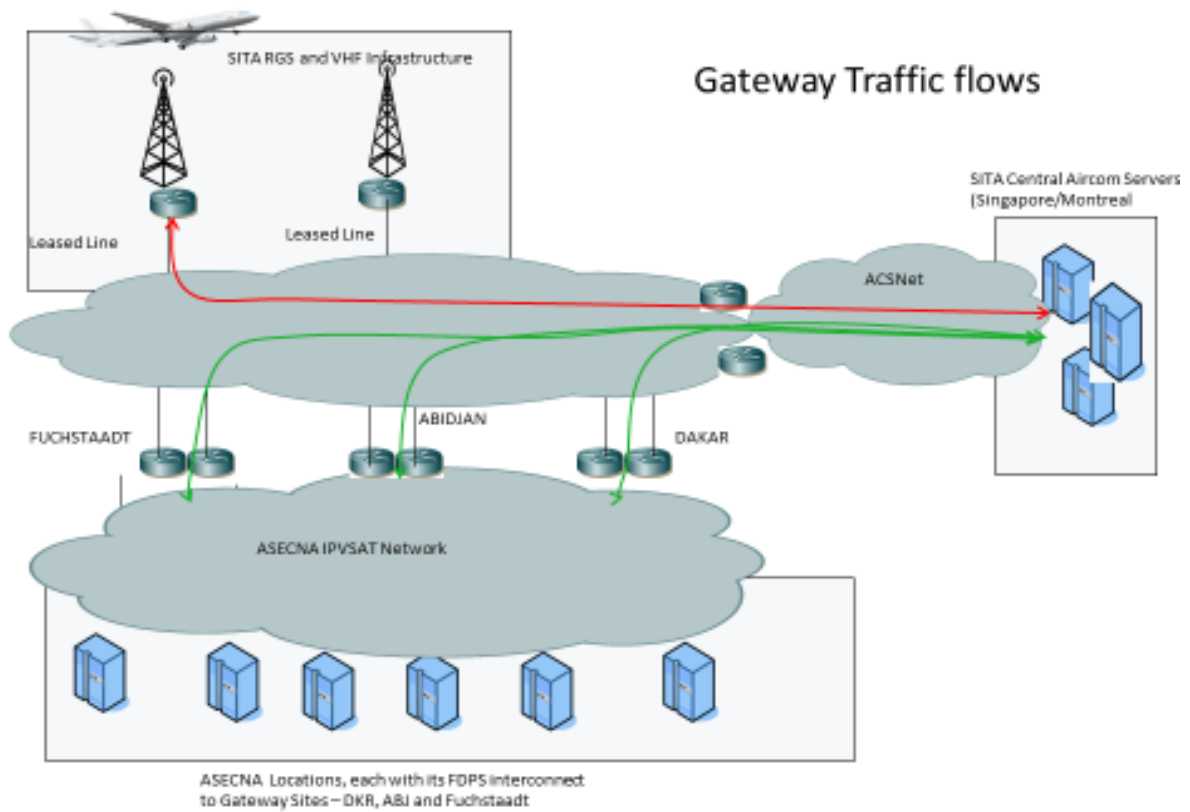 SITA RGS and VHF Infrastructure
Gateway Traffic flows
SITA Central Aircom Servers
(Singapore/Montreal
Leased Line
Leased Line
ACSNet
FUCHSTAADT
ABIDJAN
DAKAR
ASECNA IPVSAT Network
ASECNA Locations, each with its FDPS interconnect
to Gateway Sites – DKR, ABJ and Fuchstaadt